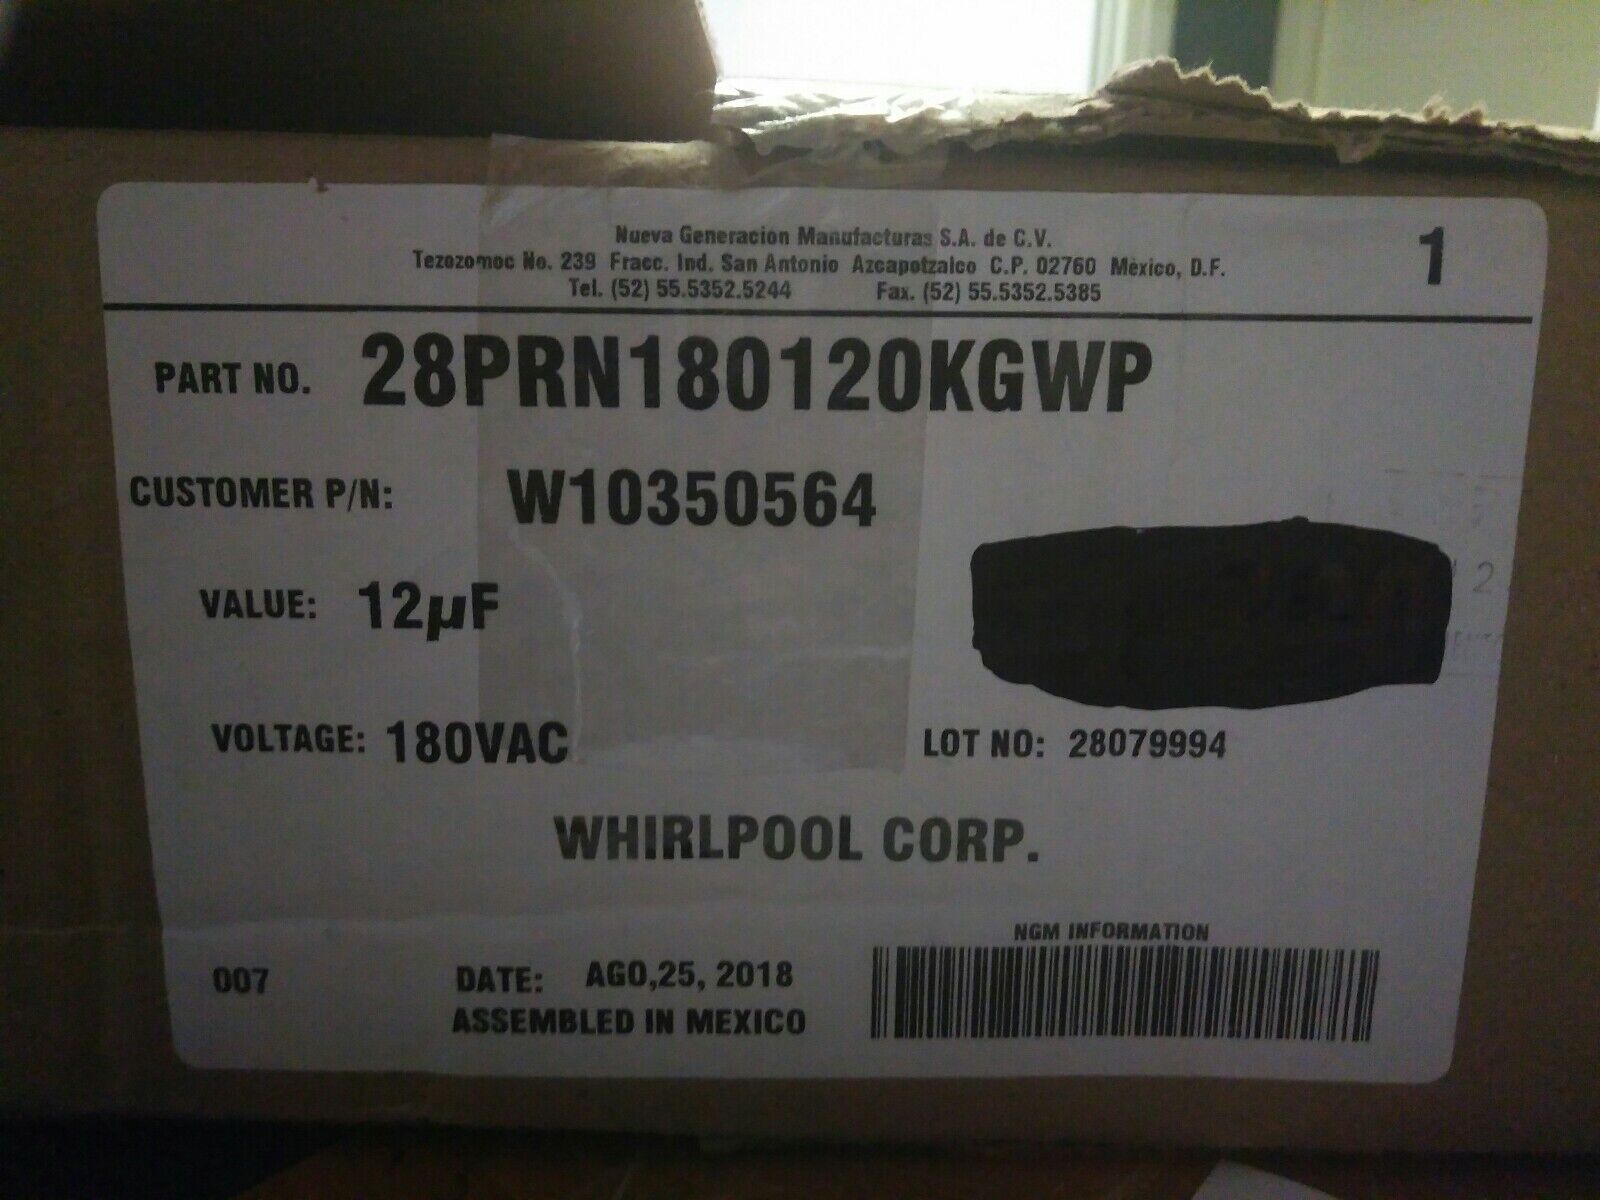 Nueva Generacion Manufacturas S.A. de C.V.
Tezozomoc No. 239 Fracc. Ind. San Antonio Azcapotzalco C.P. 02760 Mèxico, D.F.
Tel. (52) 55.5352.5244 Fax. (52) 55.5352.5385
1
PART NO. 28PRN180120KGWP
CUSTOMER P/N: W10350564
VALUE: 12µF
2
VOLTAGE: 180VAC
LOT NO: 28079994
WHIRLPOOL CORP.
NGM INFORMATION
007
DATE: AGO,25, 2018
ASSEMBLED IN MEXICO